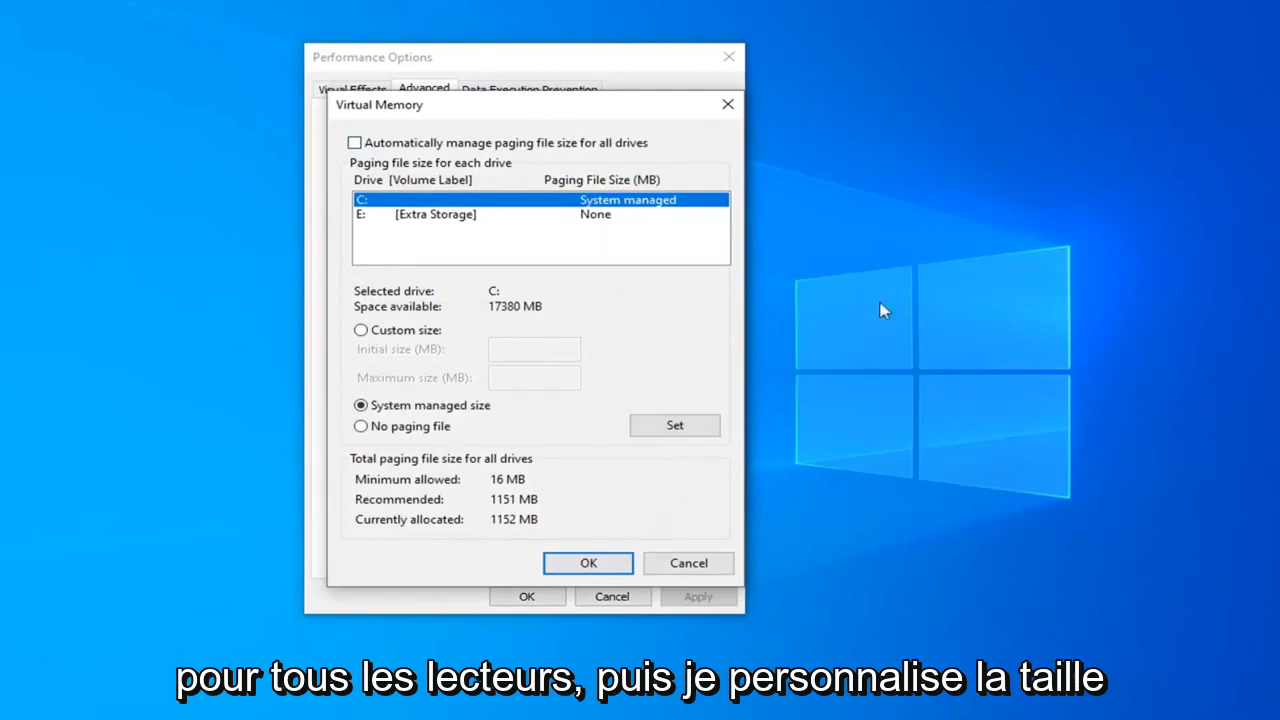 Performance Options
Visual Effects Advanced Data Execution Prevention
Virtual Memory
Automatically manage paging file size for all drives
Paging file size for each drive
Drive [Volume Label] Paging File Size (MB)
C: System managed
E: [Extra Storage] None
Selected drive: C:
Space available: 17380 MB
Custom size:
Initial size (MB):
Maximum size (MB):
System managed size
No paging file Set
Total paging file size for all drives
Minimum allowed: 16 MB
Recommended: 1151 MB
Currently allocated: 1152 MB
OK Cancel
OK Cancel Apply
pour tous les lecteurs, puis je personnalise la taille